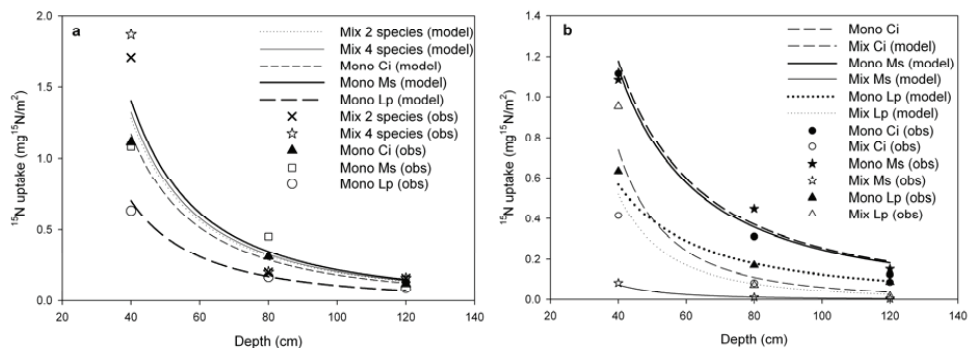 a
Mix 2 species (model)
Mix 4 species (model)
Mono Ci (model)
Mono Ms (model)
Mono Lp (model)
Mix 2 species (obs)
Mix 4 species (obs)
Mono Ci (obs)
Mono Ms (obs)
Mono Lp (obs)
2.0
1.5
1.0
0.5
0.0
¹⁵N uptake (mg¹⁵N/m²)
20 40 60 80 100 120 140
Depth (cm)
b
Mono Ci
Mix Ci (model)
Mono Ms (model)
Mix Ms (model)
Mono Lp (model)
Mix Lp (model)
Mono Ci (obs)
Mix Ci (obs)
Mono Ms (obs)
Mix Ms (obs)
Mono Lp (obs)
Mix Lp (obs)
1.4
1.2
1.0
0.8
0.6
0.4
0.2
0.0
¹⁵N uptake (mg¹⁵N/m²)
20 40 60 80 100 120 140
Depth (cm)